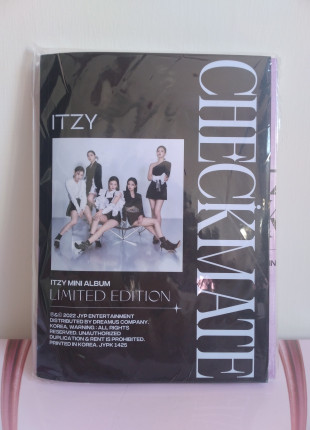 ITZY
CHECKMATE
ITZY MINI ALBUM
LIMITED EDITION
℗&© 2022 JYP ENTERTAINMENT
DISTRIBUTED BY DREAMUS COMPANY.
KOREA, WARNING : ALL RIGHTS
RESERVED. UNAUTHORIZED
DUPLICATION & RENT IS PROHIBITED.
PRINTED IN KOREA. JYPK 1425